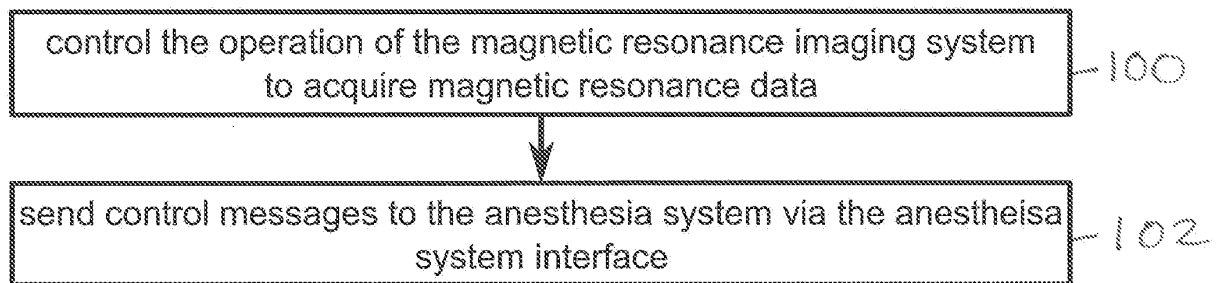 control the operation of the magnetic resonance imaging system
to acquire magnetic resonance data
100
send control messages to the anesthesia system via the anestheisa
system interface
102